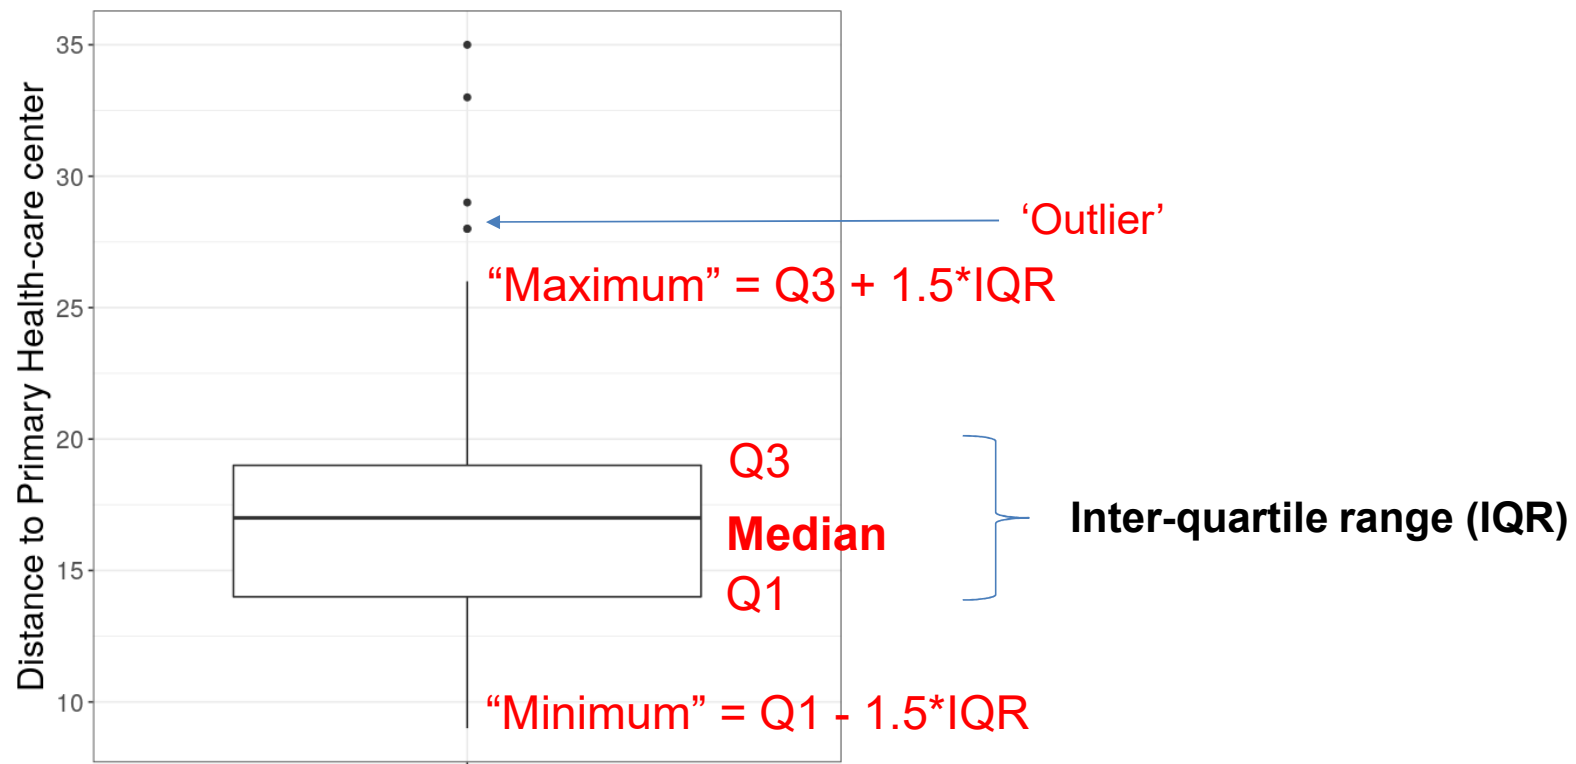 Distance to Primary Health-care center
35
30
25
20
15
10
‘Outlier’
“Maximum” = Q3 + 1.5*IQR
Q3
Median
Q1
Inter-quartile range (IQR)
“Minimum” = Q1 - 1.5*IQR